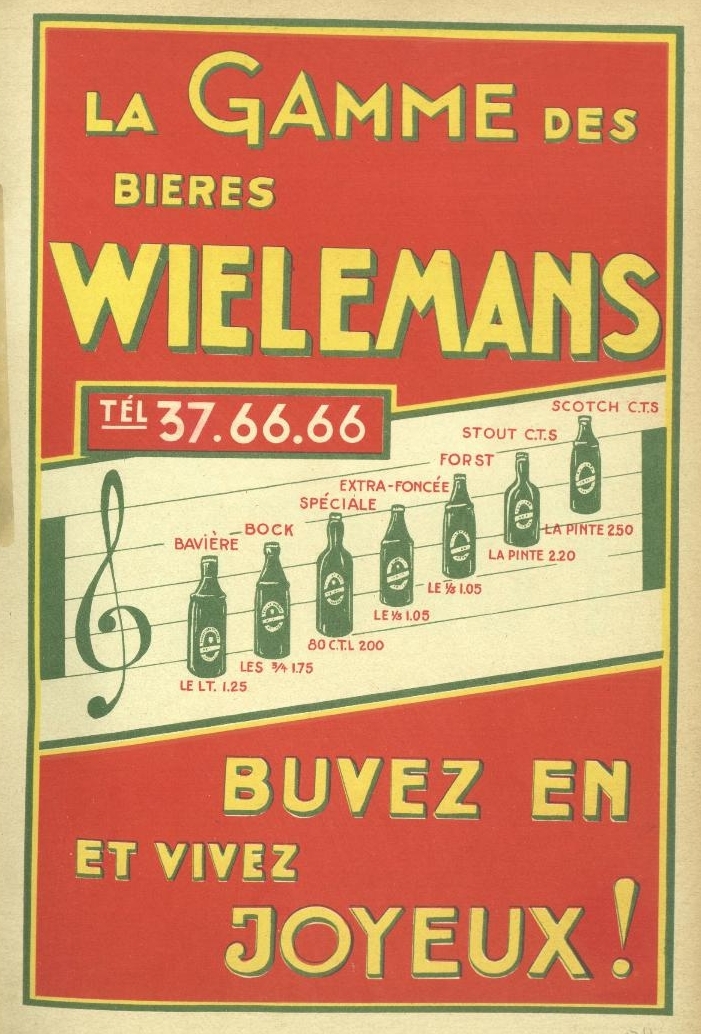 LA GAMME DES
BIERES
WIELEMANS
TÉL 37.66.66
SCOTCH C.T.S
STOUT C.T.S
FORST
EXTRA-FONCÉE
SPÉCIALE
BOCK
BAVIÈRE
LA PINTE 2.50
LA PINTE 2.20
LE ⅓ 1.05
LE ⅓ 1.05
80 C.T.L 200
LES ¾ 1.75
LE LT. 1.25
BUVEZ EN
ET VIVEZ
JOYEUX !